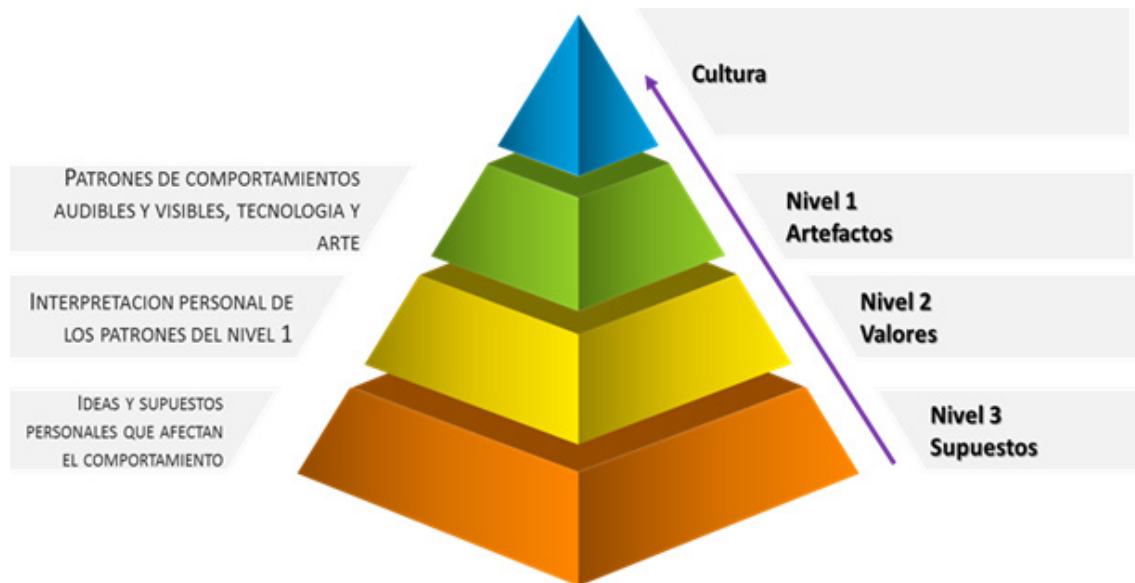 Cultura
PATRONES DE COMPORTAMIENTOS
AUDIBLES Y VISIBLES, TECNOLOGIA Y
ARTE
Nivel 1
Artefactos
INTERPRETACION PERSONAL DE
LOS PATRONES DEL NIVEL 1
Nivel 2
Valores
IDEAS Y SUPUESTOS
PERSONALES QUE AFECTAN
EL COMPORTAMIENTO
Nivel 3
Supuestos